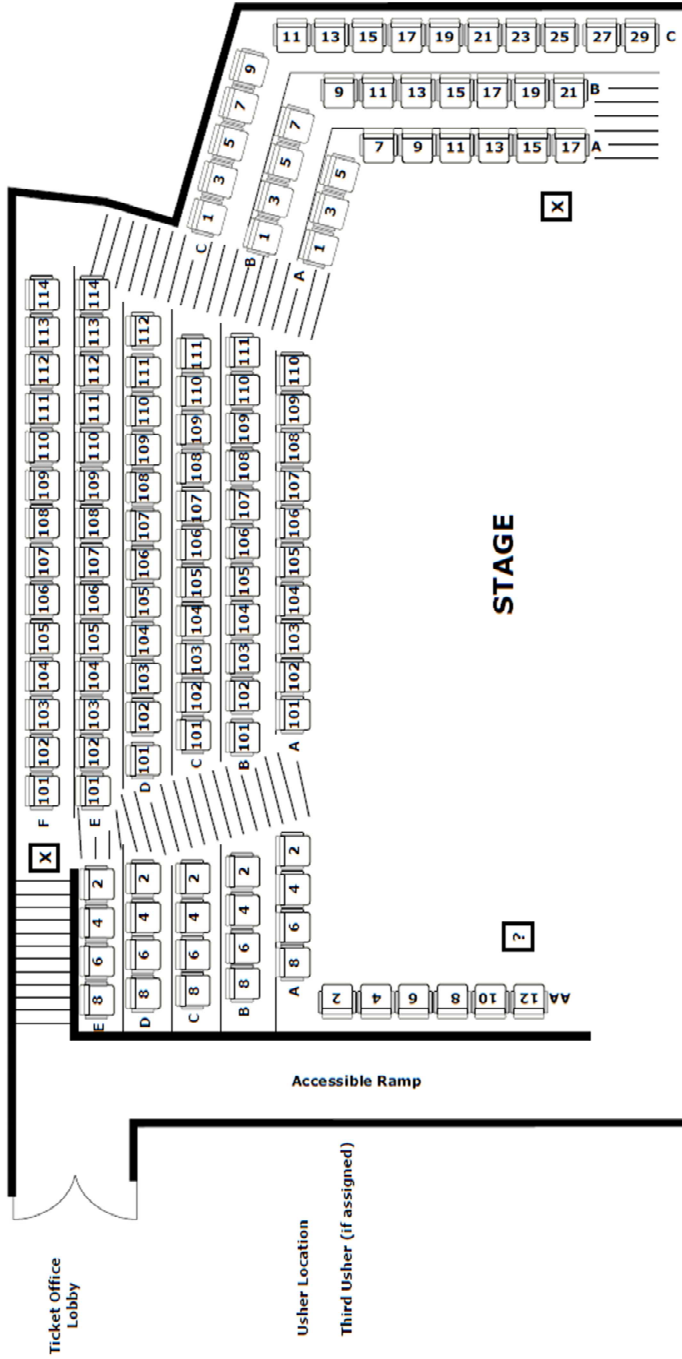 Ticket Office
Lobby
X
F 101 102 103 104 105 106 107 108 109 110 111 112 113 114
E 8 6 4 2 E 101 102 103 104 105 106 107 108 109 110 111 112 113 114
D 8 6 4 2 D 101 102 103 104 105 106 107 108 109 110 111 112
C 8 6 4 2 C 101 102 103 104 105 106 107 108 109 110 111 C 1 3 5 7 9
B 8 6 4 2 B 101 102 103 104 105 106 107 108 109 110 111 B 1 3 5 7
A 8 6 4 2 A 101 102 103 104 105 106 107 108 109 110 A 1 3 5
11 13 15 17 19 21 23 25 27 29 C
9 11 13 15 17 19 21 B
7 9 11 13 15 17 A
2 4 6 8 10 12 AA
Accessible Ramp
Usher Location
Third Usher (if assigned)
?
STAGE
X